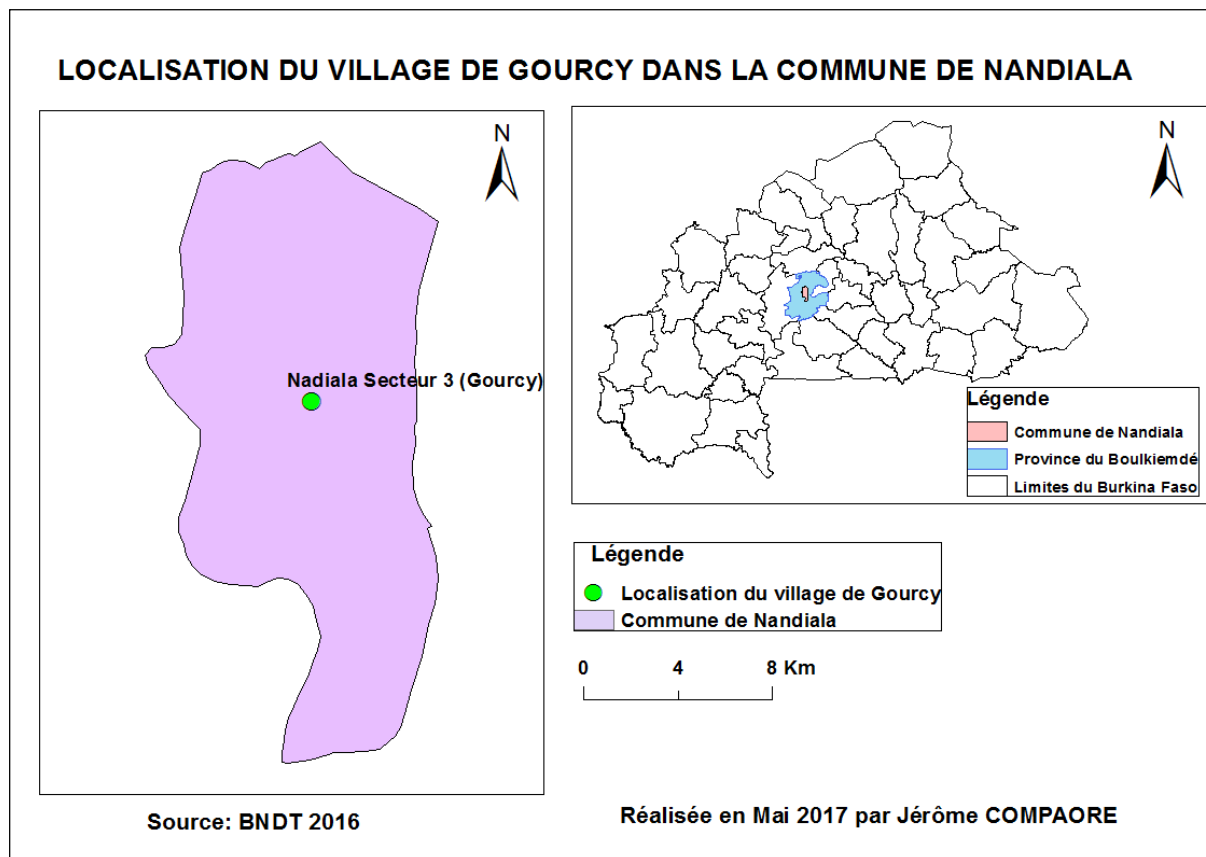 LOCALISATION DU VILLAGE DE GOURCY DANS LA COMMUNE DE NANDIALA
N
Nadiala Secteur 3 (Gourcy)
N
Légende
Commune de Nandiala
Province du Boulkiemdé
Limites du Burkina Faso
Légende
Localisation du village de Gourcy
Commune de Nandiala
0 4 8 Km
Source: BNDT 2016
Réalisée en Mai 2017 par Jérôme COMPAORE